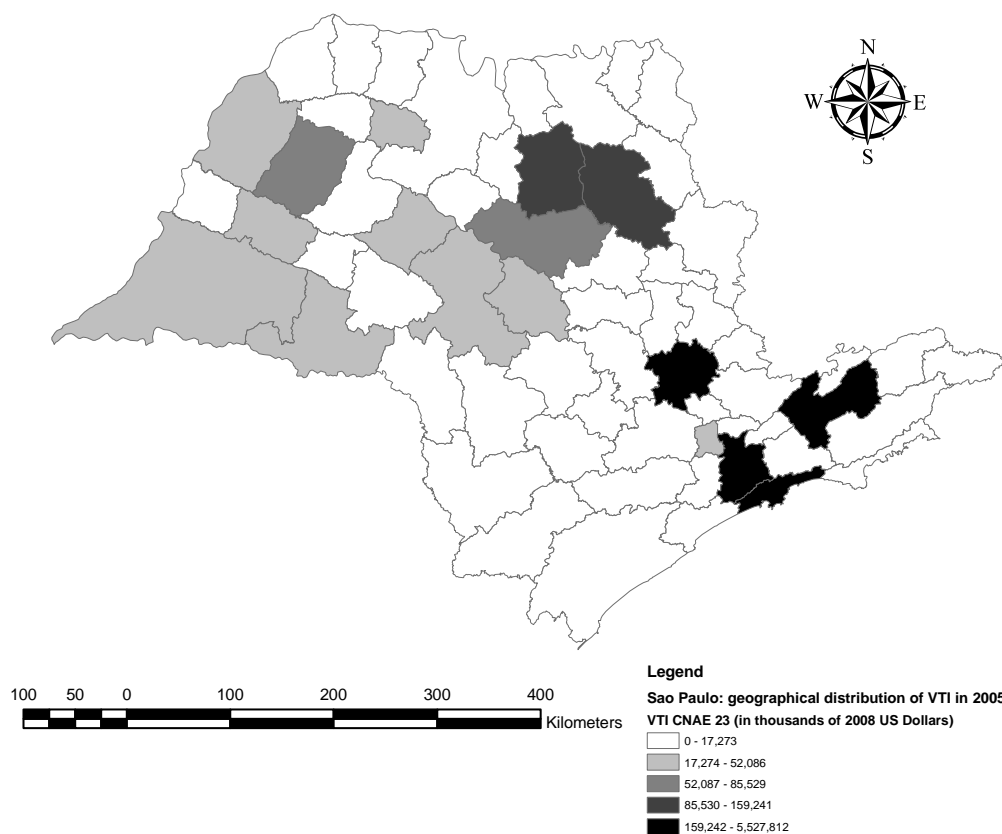 N
W E
S
100 50 0 100 200 300 400
Kilometers
Legend
Sao Paulo: geographical distribution of VTI in 2005
VTI CNAE 23 (in thousands of 2008 US Dollars)
0 - 17,273
17,274 - 52,086
52,087 - 85,529
85,530 - 159,241
159,242 - 5,527,812